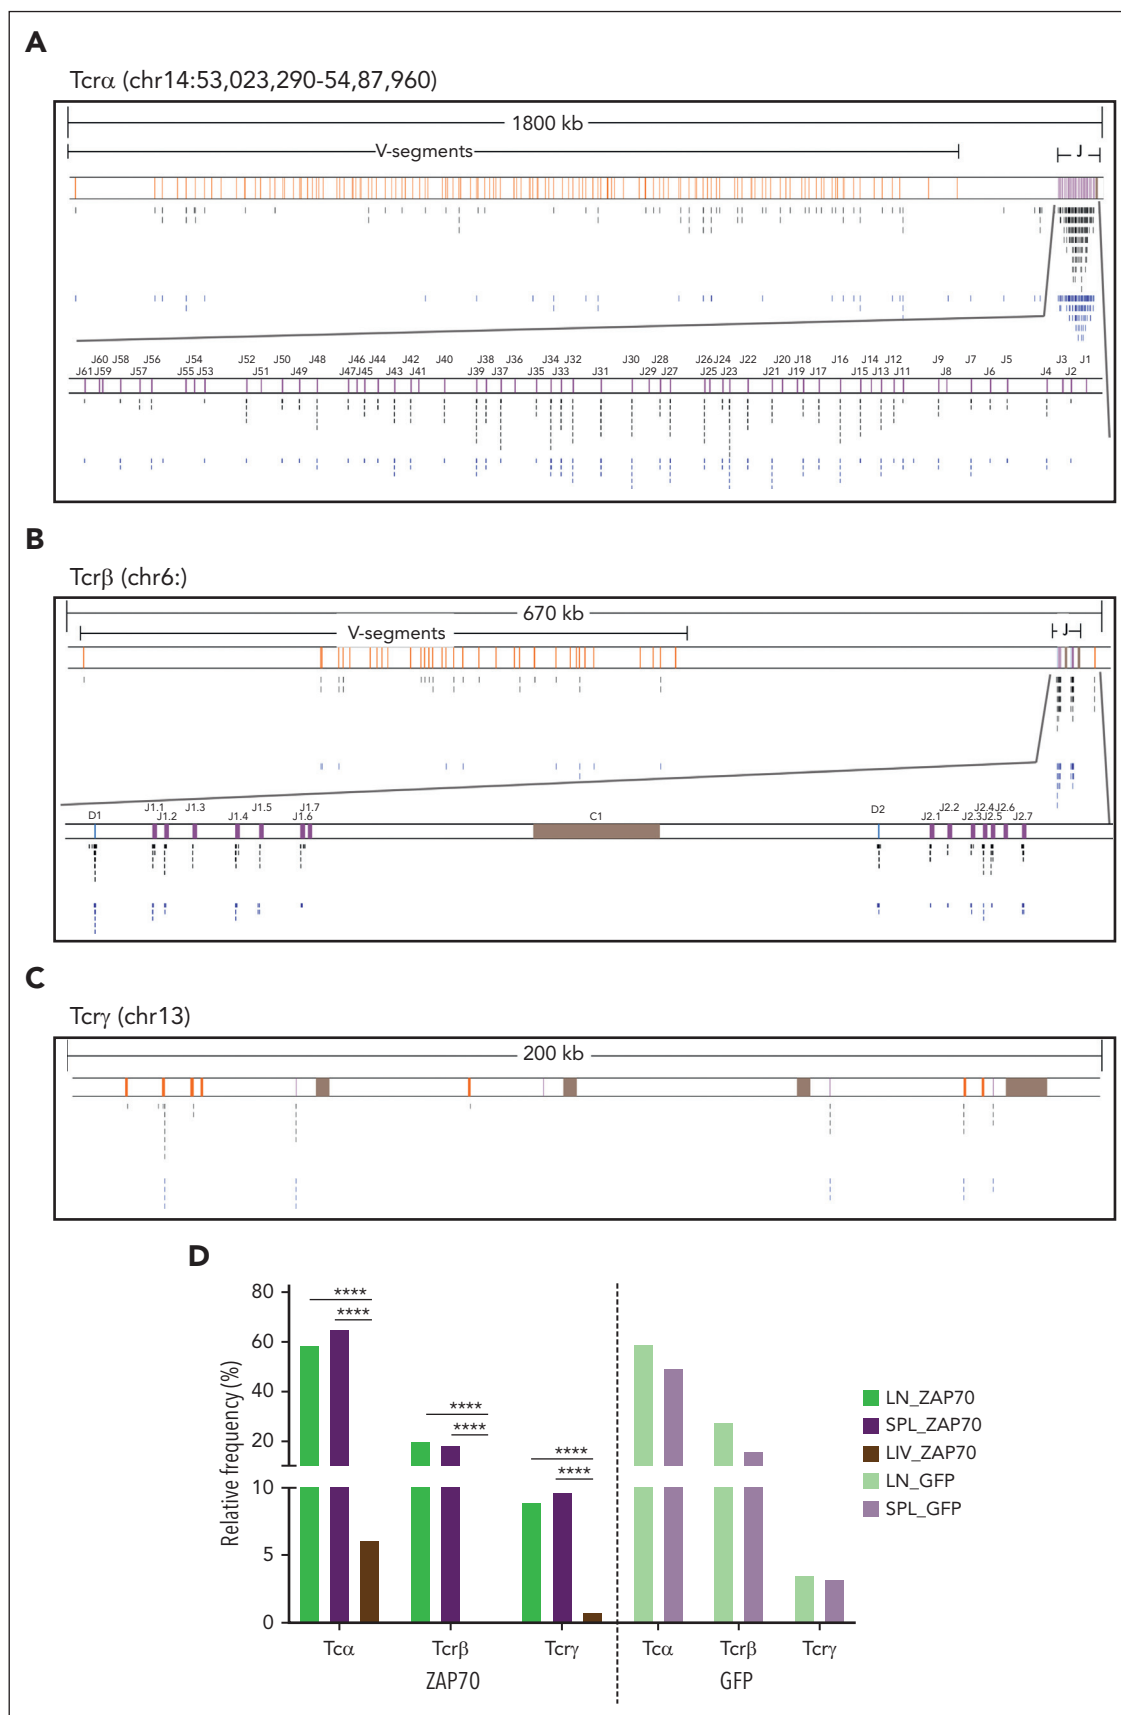 A
Tcrα (chr14:53,023,290-54,87,960)
1800 kb
V-segments
J
J60 J58 J56 J54 J52 J50 J48 J46 J44 J42 J40 J38 J36 J34 J32 J30 J28 J26 J24 J22 J20 J18 J16 J14 J12 J9 J7 J5 J3 J1
J61 J59 J57 J55 J53 J51 J49 J47 J45 J43 J41 J39 J37 J35 J33 J31 J29 J27 J25 J23 J21 J19 J17 J15 J13 J11 J8 J6 J4 J2
B
Tcrβ (chr6:)
670 kb
V-segments
J
J1.1 J1.3 J1.5 J1.7 J2.2 J2.4 J2.6
D1 J1.2 J1.4 J1.6 C1 D2 J2.1 J2.3 J2.5 J2.7
C
Tcrγ (chr13)
200 kb
D
Relative frequency (%)
80
60
40
20
10
5
0
****
****
****
****
****
****
Tcα Tcrβ Tcrγ Tcα Tcrβ Tcrγ
ZAP70 GFP
LN_ZAP70
SPL_ZAP70
LIV_ZAP70
LN_GFP
SPL_GFP